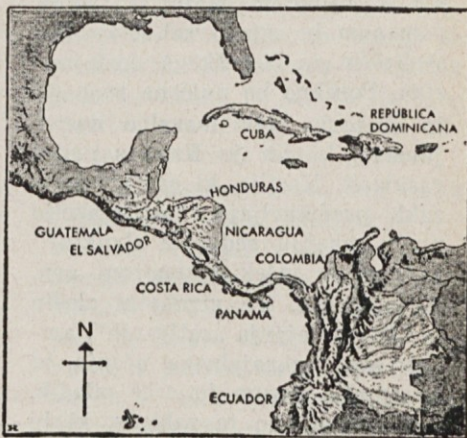 CUBA
REPÚBLICA
DOMINICANA
HONDURAS
GUATEMALA
EL SALVADOR
NICARAGUA
COLOMBIA
COSTA RICA
PANAMA
N
ECUADOR